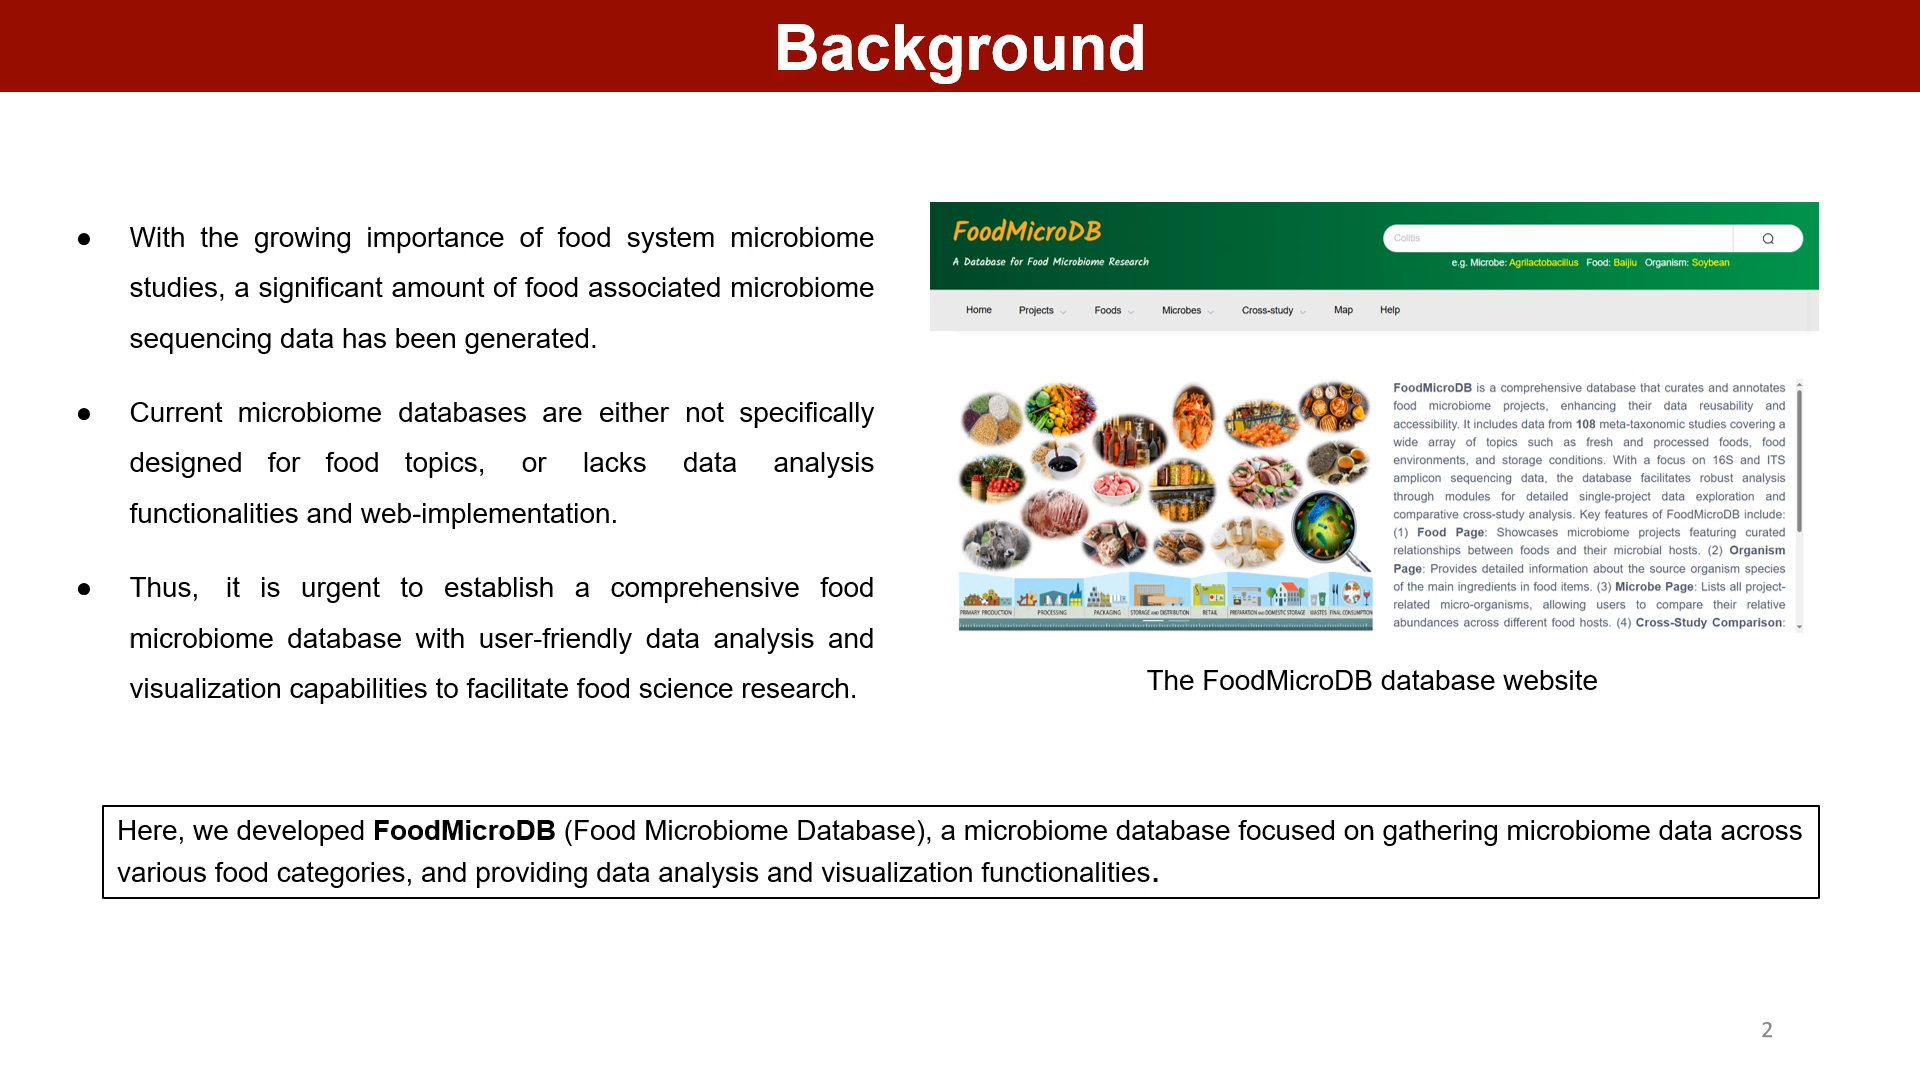 Background
● With the growing importance of food system microbiome
studies, a significant amount of food associated microbiome
sequencing data has been generated.
● Current microbiome databases are either not specifically
designed for food topics, or lacks data analysis
functionalities and web-implementation.
● Thus, it is urgent to establish a comprehensive food
microbiome database with user-friendly data analysis and
visualization capabilities to facilitate food science research.
FoodMicroDB
A Database for Food Microbiome Research
Colitis
e.g. Microbe: Agrilactobacillus Food: Baijiu Organism: Soybean
Home Projects Foods Microbes Cross-study Map Help
FoodMicroDB is a comprehensive database that curates and annotates
food microbiome projects, enhancing their data reusability and
accessibility. It includes data from 108 meta-taxonomic studies covering a
wide array of topics such as fresh and processed foods, food
environments, and storage conditions. With a focus on 16S and ITS
amplicon sequencing data, the database facilitates robust analysis
through modules for detailed single-project data exploration and
comparative cross-study analysis. Key features of FoodMicroDB include:
(1) Food Page: Showcases microbiome projects featuring curated
relationships between foods and their microbial hosts. (2) Organism
Page: Provides detailed information about the source organism species
of the main ingredients in food items. (3) Microbe Page: Lists all project-
related micro-organisms, allowing users to compare their relative
abundances across different food hosts. (4) Cross-Study Comparison:
PRIMARY PRODUCTION PROCESSING PACKAGING STORAGE AND DISTRIBUTION RETAIL PREPARATION AND DOMESTIC STORAGE WASTES FINAL CONSUMPTION
The FoodMicroDB database website
Here, we developed FoodMicroDB (Food Microbiome Database), a microbiome database focused on gathering microbiome data across
various food categories, and providing data analysis and visualization functionalities.
2